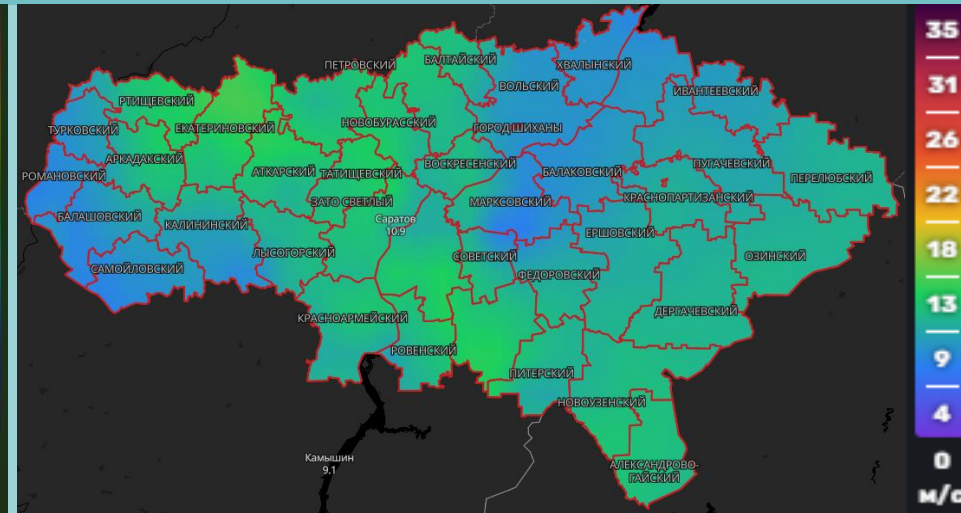 ПЕТРОВСКИЙ
БАЛТАЙСКИЙ
ХВАЛЫНСКИЙ
ВОЛЬСКИЙ
ИВАНТЕЕВСКИЙ
РТИЩЕВСКИЙ
ТУРКОВСКИЙ
ЕКАТЕРИНОВСКИЙ
НОВОБУРАССКИЙ
ГОРОД ШИХАНЫ
АРКАДАКСКИЙ
ВОСКРЕСЕНСКИЙ
ПУГАЧЕВСКИЙ
РОМАНОВСКИЙ
АТКАРСКИЙ
ТАТИЩЕВСКИЙ
БАЛАКОВСКИЙ
ПЕРЕЛЮБСКИЙ
ЗАТО СВЕТЛЫЙ
МАРКСОВСКИЙ
КРАСНОПАРТИЗАНСКИЙ
БАЛАШОВСКИЙ
КАЛИНИНСКИЙ
Саратов
10.9
ЕРШОВСКИЙ
ЛЫСОГОРСКИЙ
СОВЕТСКИЙ
ОЗИНСКИЙ
САМОЙЛОВСКИЙ
ФЕДОРОВСКИЙ
КРАСНОАРМЕЙСКИЙ
ДЕРГАЧЕВСКИЙ
РОВЕНСКИЙ
ПИТЕРСКИЙ
НОВОУЗЕНСКИЙ
АЛЕКСАНДРОВО-
ГАЙСКИЙ
Камышин
9.1
35
31
26
22
18
13
9
4
0
м/с